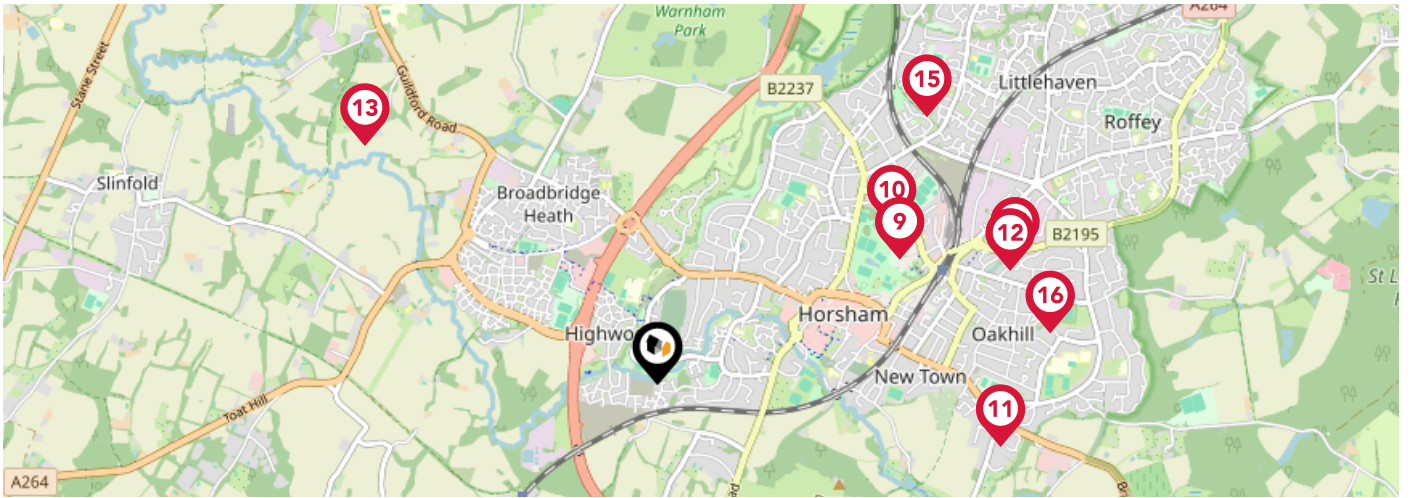 Warnham
Park
A264
Stane Street
Guildford Road
13
B2237
15
Littlehaven
Roffey
Slinfold
Broadbridge
Heath
10
9
12
B2195
16
St L
Highwo
Horsham
Oakhill
New Town
Toat Hill
11
A264